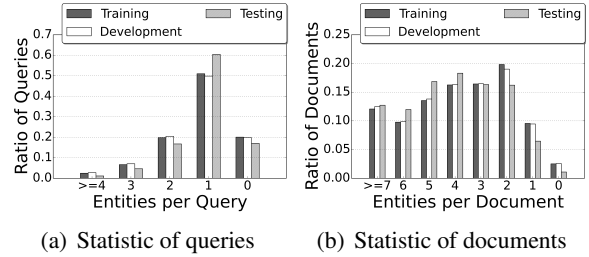 Training
Testing
Development
Ratio of Queries
0.7
0.6
0.5
0.4
0.3
0.2
0.1
0.0
>=4 3 2 1 0
Entities per Query
(a) Statistic of queries
Training
Testing
Development
Ratio of Documents
0.25
0.20
0.15
0.10
0.05
0.00
>=7 6 5 4 3 2 1 0
Entities per Document
(b) Statistic of documents